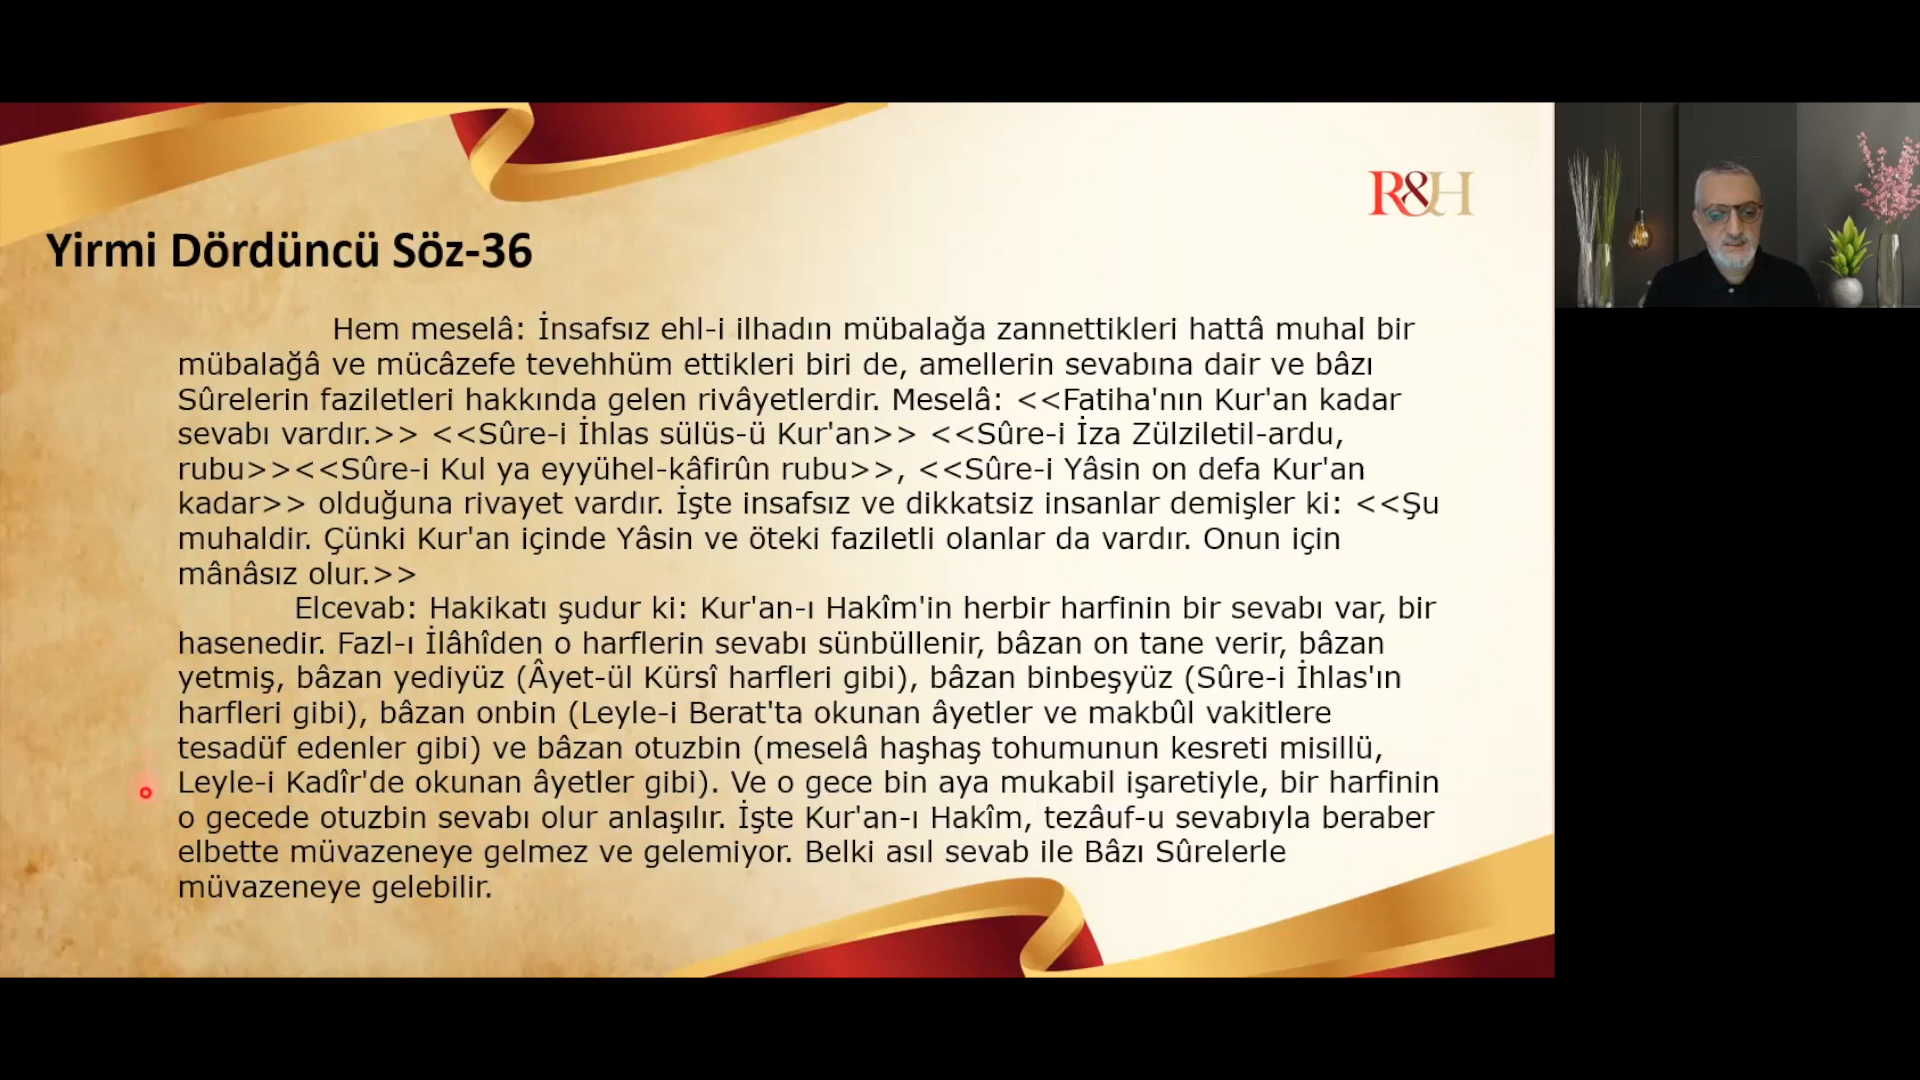 R&H
Yirmi Dördüncü Söz-36
Hem meselâ: İnsafsız ehl-i ilhadın mübalağa zannettikleri hattâ muhal bir
mübalağâ ve mücâzefe tevehhüm ettikleri biri de, amellerin sevabına dair ve bâzı
Sûrelerin faziletleri hakkında gelen rivâyetlerdir. Meselâ: <<Fatiha'nın Kur'an kadar
sevabı vardır.>> <<Sûre-i İhlas sülüs-ü Kur'an>> <<Sûre-i İza Zülziletil-ardu,
rubu>><<Sûre-i Kul ya eyyühel-kâfirûn rubu>>, <<Sûre-i Yâsin on defa Kur'an
kadar>> olduğuna rivayet vardır. İşte insafsız ve dikkatsiz insanlar demişler ki: <<Şu
muhaldir. Çünki Kur'an içinde Yâsin ve öteki faziletli olanlar da vardır. Onun için
mânâsız olur.>>
Elcevab: Hakikatı şudur ki: Kur'an-ı Hakîm'in herbir harfinin bir sevabı var, bir
hasenedir. Fazl-ı İlâhîden o harflerin sevabı sünbüllenir, bâzan on tane verir, bâzan
yetmiş, bâzan yediyüz (Âyet-ül Kürsî harfleri gibi), bâzan binbeşyüz (Sûre-i İhlas'ın
harfleri gibi), bâzan onbin (Leyle-i Berat'ta okunan âyetler ve makbûl vakitlere
tesadüf edenler gibi) ve bâzan otuzbin (meselâ haşhaş tohumunun kesreti misillü,
Leyle-i Kadîr'de okunan âyetler gibi). Ve o gece bin aya mukabil işaretiyle, bir harfinin
o gecede otuzbin sevabı olur anlaşılır. İşte Kur'an-ı Hakîm, tezâuf-u sevabıyla beraber
elbette müvazeneye gelmez ve gelemiyor. Belki asıl sevab ile Bâzı Sûrelerle
müvazeneye gelebilir.